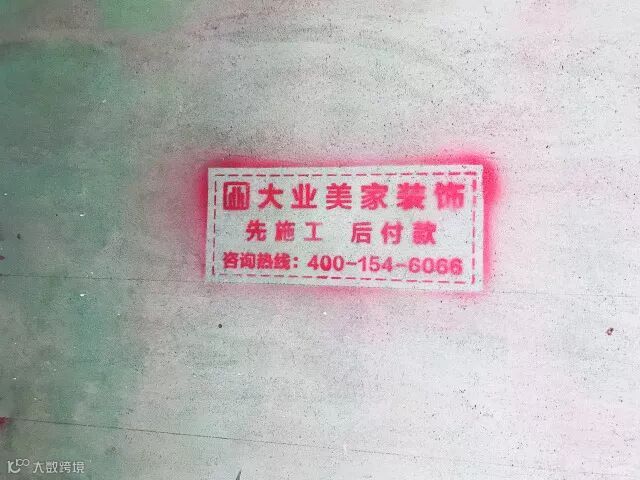 大业美家装饰
先施工 后付款
咨询热线：400-154-6066
大数跨境